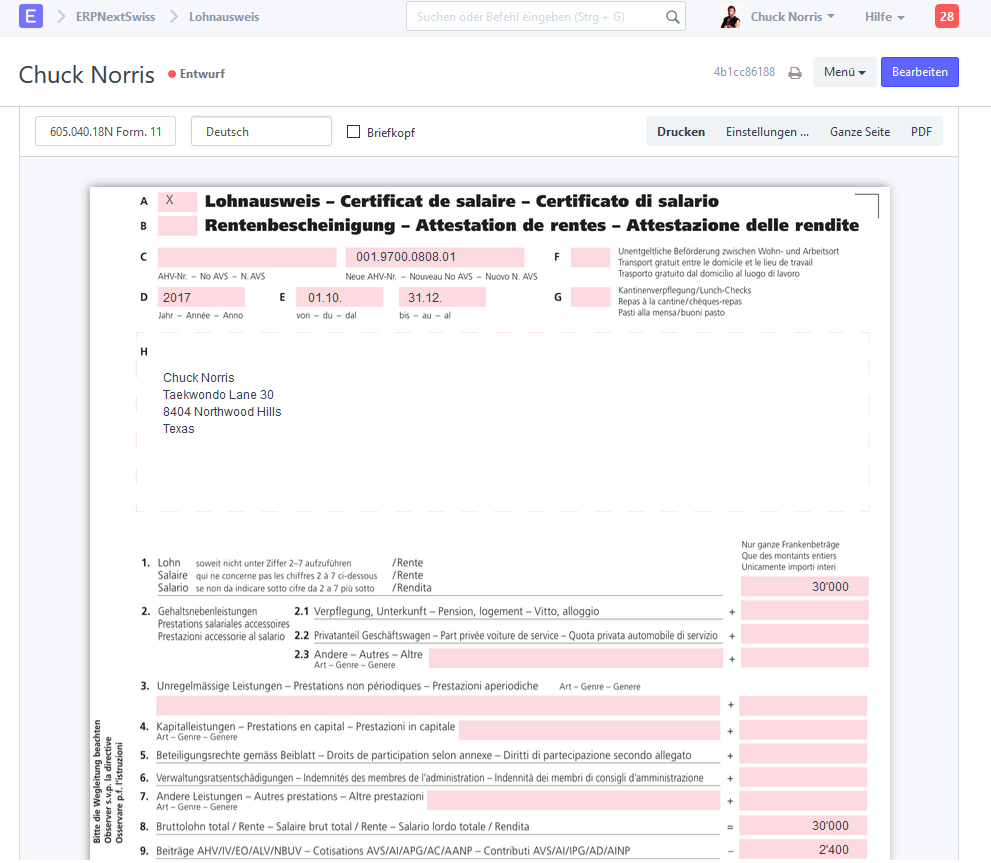 E ERPNextSwiss Lohnausweis Suchen oder Befehl eingeben (Strg + G) Chuck Norris Hilfe 28
Chuck Norris Entwurf 4b1cc86188 Menü Bearbeiten
605.040.18N Form. 11 Deutsch Briefkopf Drucken Einstellungen ... Ganze Seite PDF
A X Lohnausweis – Certificat de salaire – Certificato di salario
B Rentenbescheinigung – Attestation de rentes – Attestazione delle rendite
C 001.9700.0808.01 F
AHV-Nr. – No AVS – N.AVS Neue AHV-Nr. – Nouveau No AVS – Nuovo N. AVS
Unentgeltliche Beförderung zwischen Wohn- und Arbeitsort
Transport gratuit entre le domicile et le lieu de travail
Trasporto gratuito dal domicilio al luogo di lavoro
D 2017 E 01.10. 31.12. G
Jahr – Année – Anno von – du – dal bis – au – al
Kantinenverpflegung/Lunch-Checks
Repas à la cantine/chèques-repas
Pasti alla mensa/buoni pasto
H
Chuck Norris
Taekwondo Lane 30
8404 Northwood Hills
Texas
Nur ganze Frankenbeträge
Que des montants entiers
Unicamente importi interi
1. Lohn soweit nicht unter Ziffer 2–7 aufzuführen /Rente
Salaire qui ne concerne pas les chiffres 2 à 7 ci-dessous /Rente
Salario se non da indicare sotto cifre da 2 a 7 più sotto /Rendita 30'000
2. Gehaltsnebenleistungen
Prestations salariales accessoires
Prestazioni accessorie al salario
2.1 Verpflegung, Unterkunft – Pension, logement – Vitto, alloggio +
2.2 Privatanteil Geschäftswagen – Part privée voiture de service – Quota privata automobile di servizio +
2.3 Andere – Autres – Altre +
Art – Genre – Genere
3. Unregelmässige Leistungen – Prestations non périodiques – Prestazioni aperiodiche Art – Genre – Genere
+
4. Kapitalleistungen – Prestations en capital – Prestazioni in capitale +
Art – Genre – Genere
5. Beteiligungsrechte gemäss Beiblatt – Droits de participation selon annexe – Diritti di partecipazione secondo allegato +
6. Verwaltungsratsentschädigungen – Indemnités des membres de l'administration – Indennità dei membri di consigli d'amministrazione +
7. Andere Leistungen – Autres prestations – Altre prestazioni +
Art – Genre – Genere
8. Bruttolohn total / Rente – Salaire brut total / Rente – Salario lordo totale / Rendita = 30'000
9. Beiträge AHV/IV/EO/ALV/NBUV – Cotisations AVS/AI/APG/AC/AANP – Contributi AVS/AI/IPG/AD/AINP – 2'400
Bitte die Wegleitung beachten
Observer s.v.p. la directive
Osservare p.f. l'istruzioni